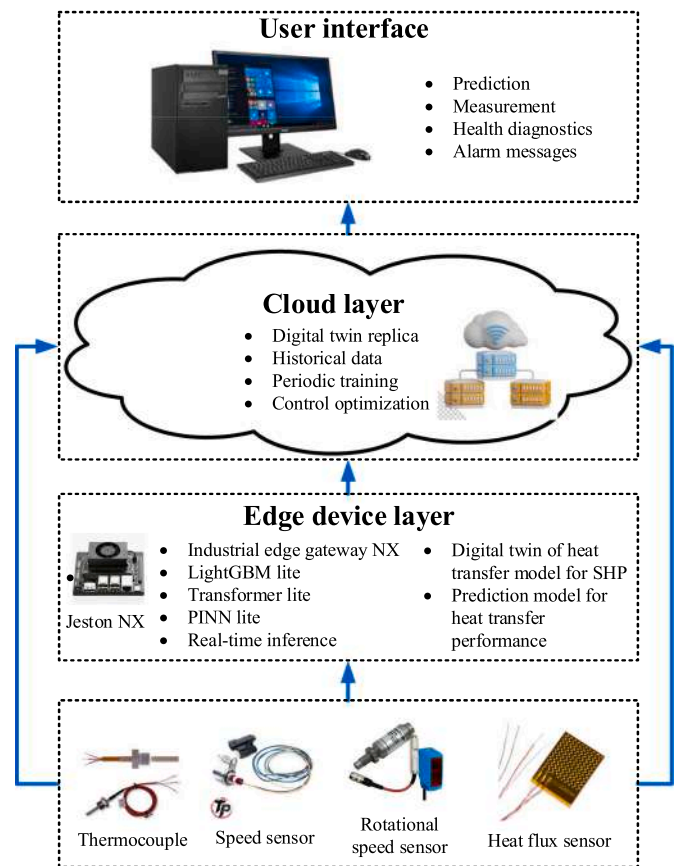 User interface
• Prediction
• Measurement
• Health diagnostics
• Alarm messages
Cloud layer
• Digital twin replica
• Historical data
• Periodic training
• Control optimization
Edge device layer
Jeston NX
• Industrial edge gateway NX
• LightGBM lite
• Transformer lite
• PINN lite
• Real-time inference
• Digital twin of heat
transfer model for SHP
• Prediction model for
heat transfer
performance
TP
Thermocouple
Speed sensor
Rotational
speed sensor
Heat flux sensor